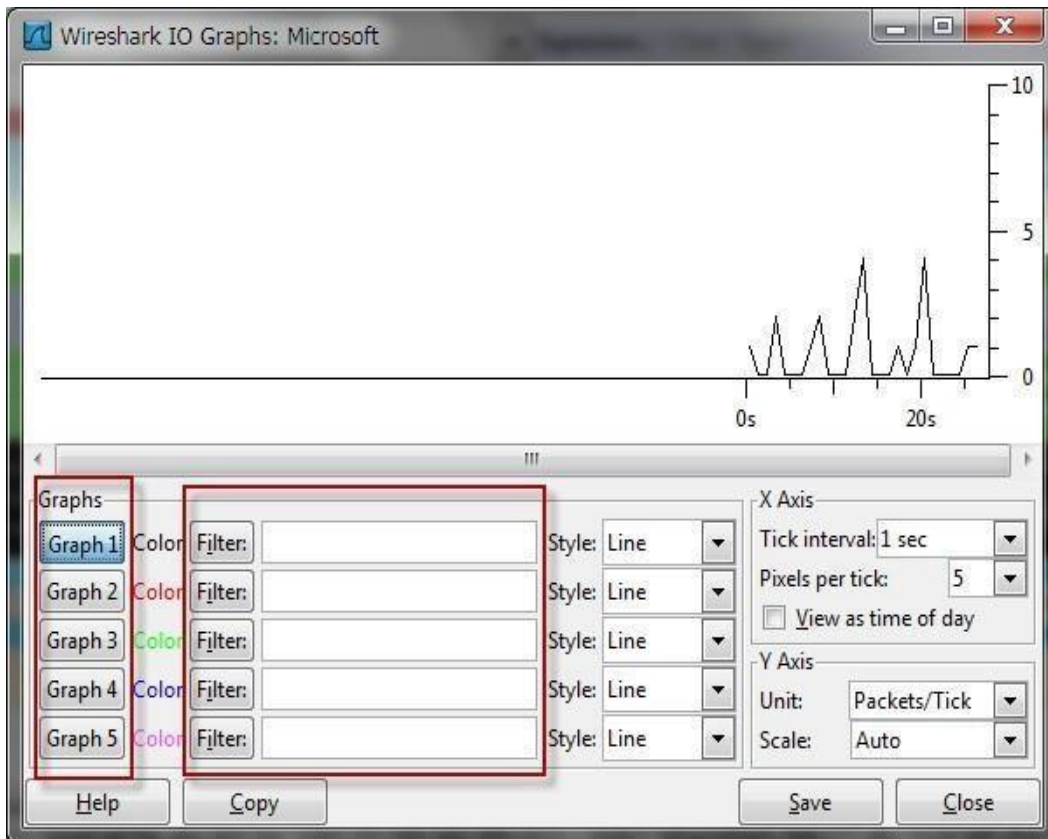 Wireshark IO Graphs: Microsoft
10
5
0
0s
20s
Graphs
Graph 1 Color Filter: Style: Line
Graph 2 Color Filter: Style: Line
Graph 3 Color Filter: Style: Line
Graph 4 Color Filter: Style: Line
Graph 5 Color Filter: Style: Line
X Axis
Tick interval: 1 sec
Pixels per tick: 5
View as time of day
Y Axis
Unit: Packets/Tick
Scale: Auto
Help
Copy
Save
Close